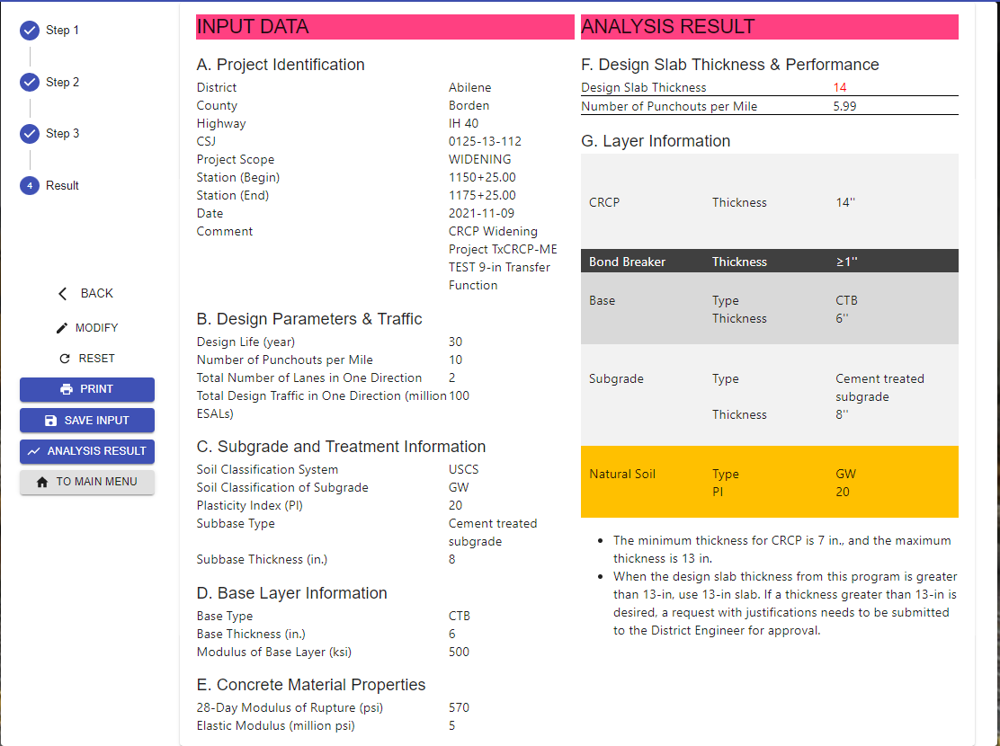 Step 1
Step 2
Step 3
4 Result
BACK
MODIFY
RESET
PRINT
SAVE INPUT
ANALYSIS RESULT
TO MAIN MENU
INPUT DATA
A. Project Identification
District Abilene
County Borden
Highway IH 40
CSJ 0125-13-112
Project Scope WIDENING
Station (Begin) 1150+25.00
Station (End) 1175+25.00
Date 2021-11-09
Comment CRCP Widening
Project TxCRCP-ME
TEST 9-in Transfer
Function
B. Design Parameters & Traffic
Design Life (year) 30
Number of Punchouts per Mile 10
Total Number of Lanes in One Direction 2
Total Design Traffic in One Direction (million 100
ESALs)
C. Subgrade and Treatment Information
Soil Classification System USCS
Soil Classification of Subgrade GW
Plasticity Index (PI) 20
Subbase Type Cement treated
subgrade
Subbase Thickness (in.) 8
D. Base Layer Information
Base Type CTB
Base Thickness (in.) 6
Modulus of Base Layer (ksi) 500
E. Concrete Material Properties
28-Day Modulus of Rupture (psi) 570
Elastic Modulus (million psi) 5
ANALYSIS RESULT
F. Design Slab Thickness & Performance
Design Slab Thickness 14
Number of Punchouts per Mile 5.99
G. Layer Information
CRCP Thickness 14''
Bond Breaker Thickness ≥1''
Base Type CTB
Thickness 6''
Subgrade Type Cement treated
subgrade
Thickness 8''
Natural Soil Type GW
PI 20
• The minimum thickness for CRCP is 7 in., and the maximum
thickness is 13 in.
• When the design slab thickness from this program is greater
than 13-in, use 13-in slab. If a thickness greater than 13-in is
desired, a request with justifications needs to be submitted
to the District Engineer for approval.